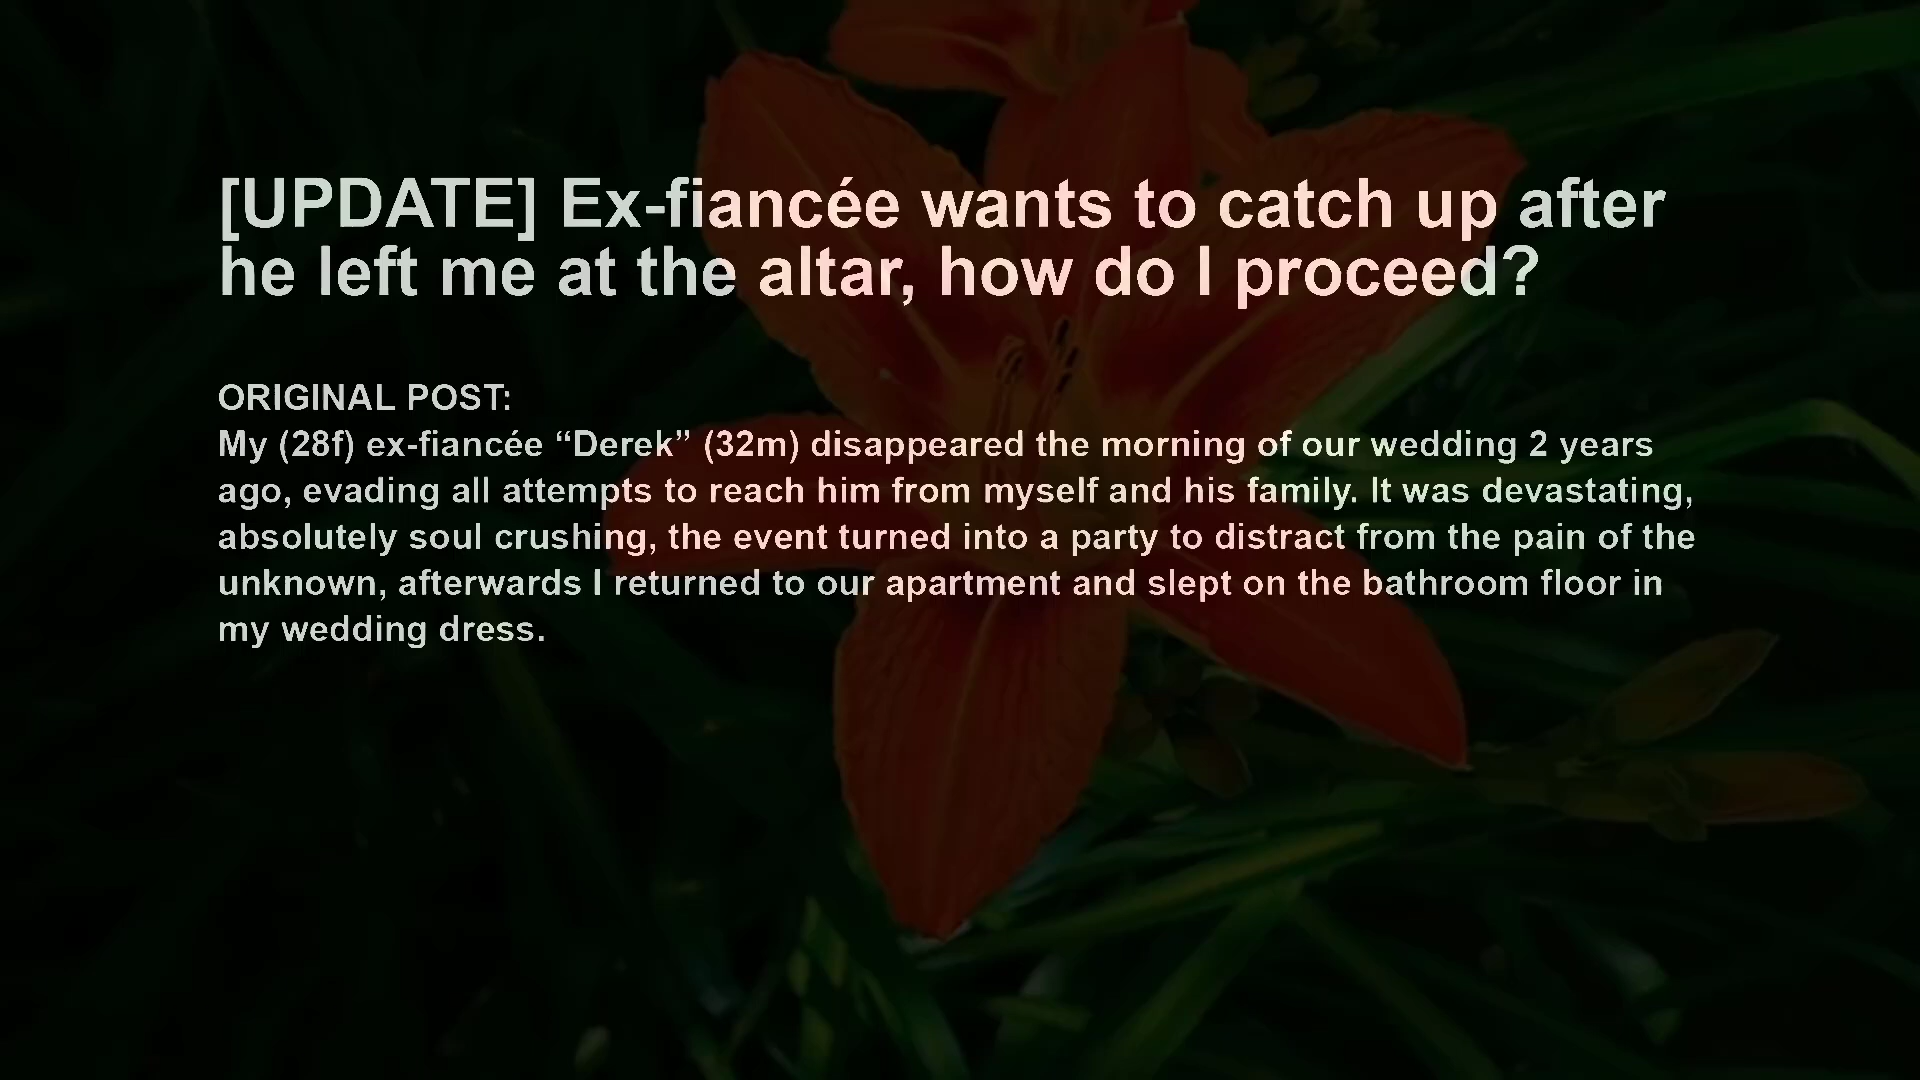 [UPDATE] Ex-fiancée wants to catch up after
he left me at the altar, how do I proceed?
ORIGINAL POST:
My (28f) ex-fiancée “Derek” (32m) disappeared the morning of our wedding 2 years
ago, evading all attempts to reach him from myself and his family. It was devastating,
absolutely soul crushing, the event turned into a party to distract from the pain of the
unknown, afterwards I returned to our apartment and slept on the bathroom floor in
my wedding dress.